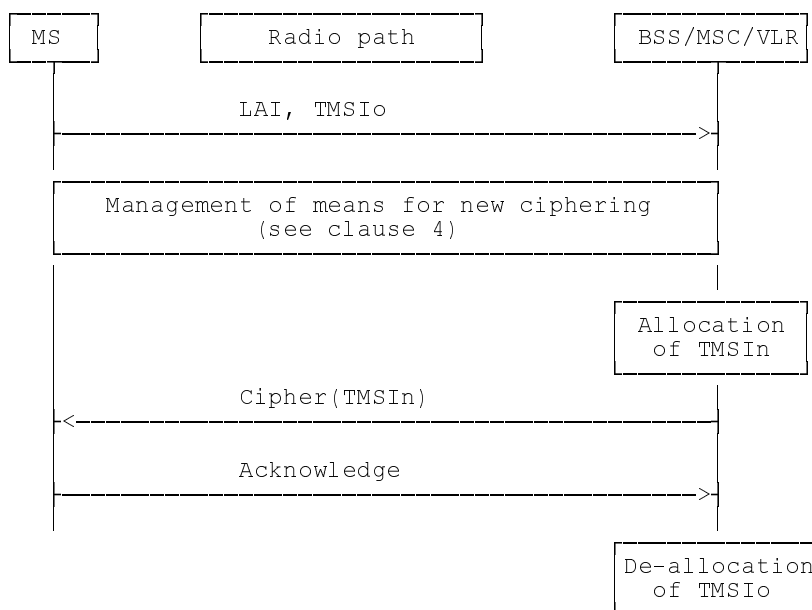 MS Radio path BSS/MSC/VLR
LAI, TMSIo
Management of means for new ciphering
(see clause 4)
Allocation
of TMSIn
Cipher(TMSIn)
Acknowledge
De-allocation
of TMSIo